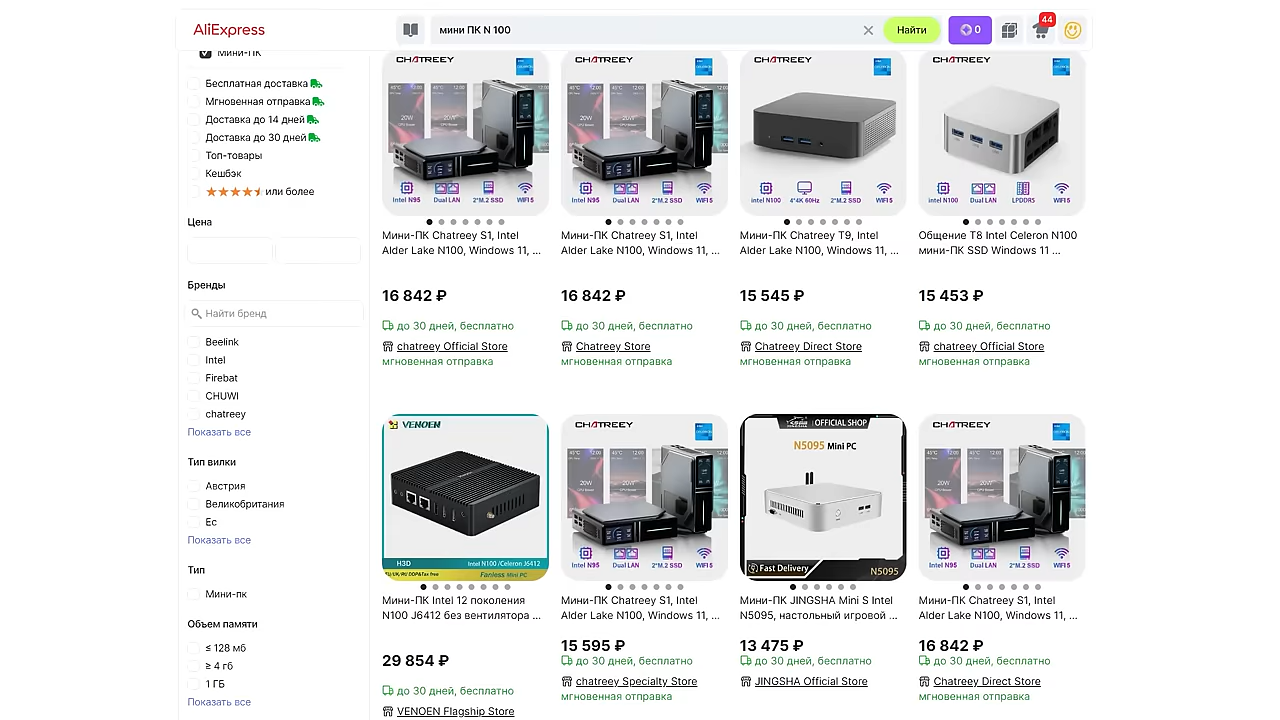 AliExpress
мини ПК N 100
Найти
0
44
Мини-ПК
Бесплатная доставка
Мгновенная отправка
Доставка до 14 дней
Доставка до 30 дней
Топ-товары
Кешбэк
или более
Цена
Бренды
Найти бренд
Beelink
Intel
Firebat
CHUWI
chatreey
Показать все
Тип вилки
Австрия
Великобритания
Ес
Показать все
Тип
Мини-пк
Объем памяти
≤ 128 мб
≥ 4 гб
1 ГБ
Показать все
CHATREEY
20W
Intel N95 Dual LAN 2*M.2 SSD WIFI5
Мини-ПК Chatreey S1, Intel
Alder Lake N100, Windows 11, ...
16 842 ₽
до 30 дней, бесплатно
chatreey Official Store
мгновенная отправка
CHATREEY
20W
Intel N95 Dual LAN 2*M.2 SSD WIFI5
Мини-ПК Chatreey S1, Intel
Alder Lake N100, Windows 11, ...
16 842 ₽
до 30 дней, бесплатно
Chatreey Store
мгновенная отправка
CHATREEY
intel N100 4*4K 60Hz 2*M.2 SSD WIFI5
Мини-ПК Chatreey T9, Intel
Alder Lake N100, Windows 11, ...
15 545 ₽
до 30 дней, бесплатно
Chatreey Direct Store
мгновенная отправка
CHATREEY
intel N100 Dual LAN LPDDR5 WIFI5
Общение T8 Intel Celeron N100
мини-ПК SSD Windows 11 ...
15 453 ₽
до 30 дней, бесплатно
chatreey Official Store
мгновенная отправка
VENOEN
H3D Intel N100 /Celeron J6412
EU/UK/RU DDP&Tax free Fanless Mini PC
Мини-ПК Intel 12 поколения
N100 J6412 без вентилятора ...
29 854 ₽
до 30 дней, бесплатно
VENOEN Flagship Store
CHATREEY
20W
Intel N95 Dual LAN 2*M.2 SSD WIFI5
Мини-ПК Chatreey S1, Intel
Alder Lake N100, Windows 11, ...
15 595 ₽
до 30 дней, бесплатно
chatreey Specialty Store
мгновенная отправка
OFFICIAL SHOP
N5095 Mini PC
Fast Delivery N5095
Мини-ПК JINGSHA Mini S Intel
N5095, настольный игровой ...
13 475 ₽
до 30 дней, бесплатно
JINGSHA Official Store
CHATREEY
20W
Intel N95 Dual LAN 2*M.2 SSD WIFI5
Мини-ПК Chatreey S1, Intel
Alder Lake N100, Windows 11, ...
16 842 ₽
до 30 дней, бесплатно
Chatreey Direct Store
мгновенная отправка